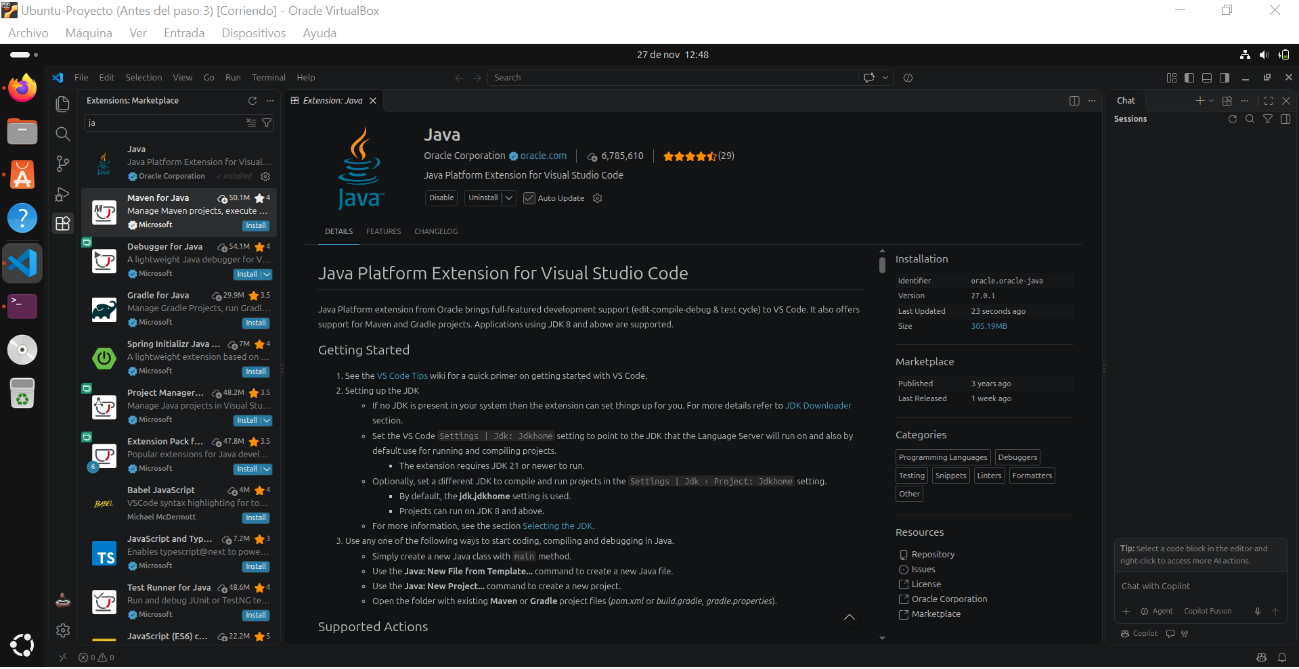 Ubuntu-Proyecto (Antes del paso 3) [Corriendo] - Oracle VirtualBox
Archivo Máquina Ver Entrada Dispositivos Ayuda
27 de nov 12:48
File Edit Selection View Go Run Terminal Help
Search
Extensions: Marketplace
ja
Java
Java Platform Extension for Visual...
Oracle Corporation Installed
Maven for Java 50.1M 4
Manage Maven projects, execute ...
Microsoft Install
Debugger for Java 54.1M 4
A lightweight Java debugger for V...
Microsoft Install
Gradle for Java 29.9M 3.5
Manage Gradle Projects, run Gradl...
Microsoft Install
Spring Initializr Java ... 7M 4
A lightweight extension based on ...
Microsoft Install
Project Manager... 48.2M 3.5
Manage Java projects in Visual Stu...
Microsoft Install
Extension Pack f... 47.8M 3.5
Popular extensions for Java devel...
6
Microsoft Install
BABEL
Babel JavaScript 4M 4
VSCode syntax highlighting for to...
Michael McDermott Install
TS
JavaScript and Typ... 7.2M 3
Enables typescript@next to powe...
Microsoft Install
Test Runner for Java 48.6M 4
Run and debug JUnit or TestNG te...
Microsoft Install
JavaScript (ES6) c... 22.2M 5
0 0
Extension: Java
Java
Java
Oracle Corporation oracle.com 6,785,610 (29)
Java Platform Extension for Visual Studio Code
Disable Uninstall Auto Update
DETAILS FEATURES CHANGELOG
Java Platform Extension for Visual Studio Code
Java Platform extension from Oracle brings full-featured development support (edit-compile-debug & test cycle) to VS Code. It also offers
support for Maven and Gradle projects. Applications using JDK 8 and above are supported.
Getting Started
1. See the VS Code Tips wiki for a quick primer on getting started with VS Code.
2. Setting up the JDK
If no JDK is present in your system then the extension can set things up for you. For more details refer to JDK Downloader
section.
Set the VS Code Settings | Jdk: Jdkhome setting to point to the JDK that the Language Server will run on and also by
default use for running and compiling projects.
The extension requires JDK 21 or newer to run.
Optionally, set a different JDK to compile and run projects in the Settings | Jdk › Project: Jdkhome setting.
By default, the jdk.jdkhome setting is used.
Projects can run on JDK 8 and above.
For more information, see the section Selecting the JDK.
3. Use any one of the following ways to start coding, compiling and debugging in Java.
Simply create a new Java class with main method.
Use the Java: New File from Template... command to create a new Java file.
Use the Java: New Project... command to create a new project.
Open the folder with existing Maven or Gradle project files (pom.xml or build.gradle, gradle.properties).
Supported Actions
Installation
Identifier oracle.oracle-java
Version 27.0.1
Last Updated 23 seconds ago
Size 305.19MB
Marketplace
Published 3 years ago
Last Released 1 week ago
Categories
Programming Languages Debuggers
Testing Snippets Linters Formatters
Other
Resources
Repository
Issues
License
Oracle Corporation
Marketplace
Chat
Sessions
Tip: Select a code block in the editor and
right-click to access more AI actions.
Chat with Copilot
Agent Copilot Fusion
Copilot